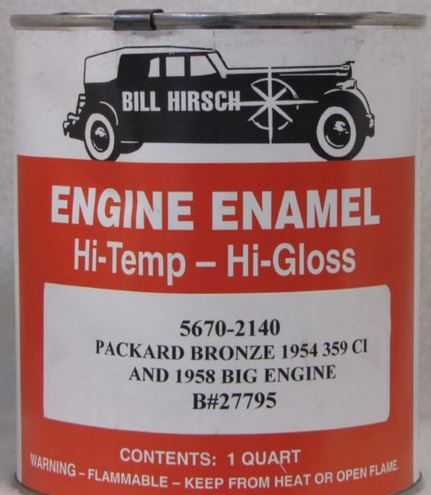 BILL HIRSCH
ENGINE ENAMEL
Hi-Temp – Hi-Gloss
5670-2140
PACKARD BRONZE 1954 359 CI
AND 1958 BIG ENGINE
B#27795
CONTENTS: 1 QUART
WARNING – FLAMMABLE – KEEP FROM HEAT OR OPEN FLAME.